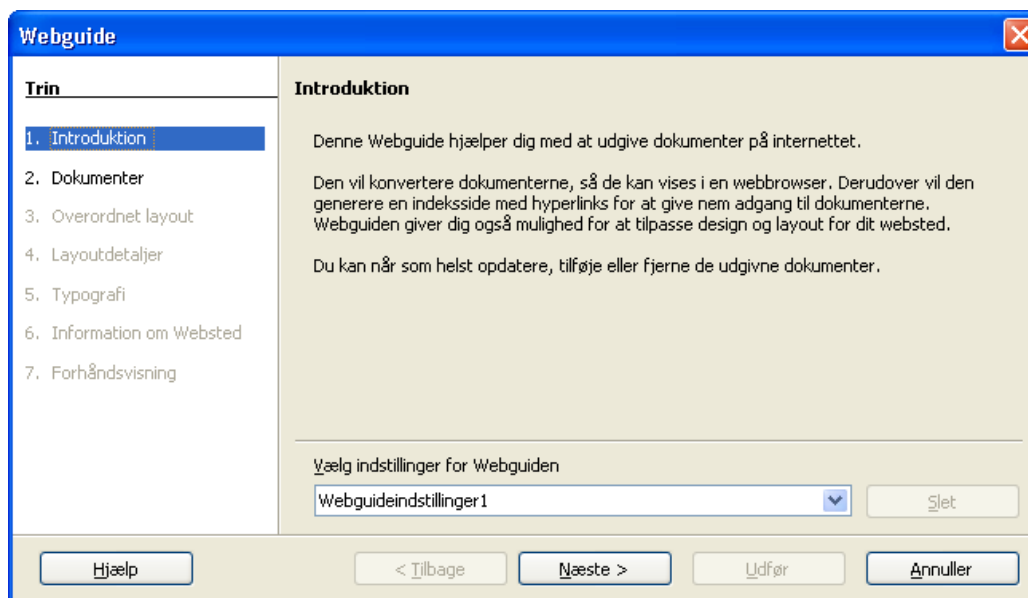 Webguide
Trin
1. Introduktion
2. Dokumenter
3. Overordnet layout
4. Layoutdetaljer
5. Typografi
6. Information om Websted
7. Forhåndsvisning
Introduktion
Denne Webguide hjælper dig med at udgive dokumenter på internettet.
Den vil konvertere dokumenterne, så de kan vises i en webbrowser. Derudover vil den
generere en indeksside med hyperlinks for at give nem adgang til dokumenterne.
Webguiden giver dig også mulighed for at tilpasse design og layout for dit websted.
Du kan når som helst opdatere, tilføje eller fjerne de udgivne dokumenter.
Vælg indstillinger for Webguiden
Webguideindstillinger1
Slet
Hjælp
< Tilbage
Næste >
Udfør
Annuller